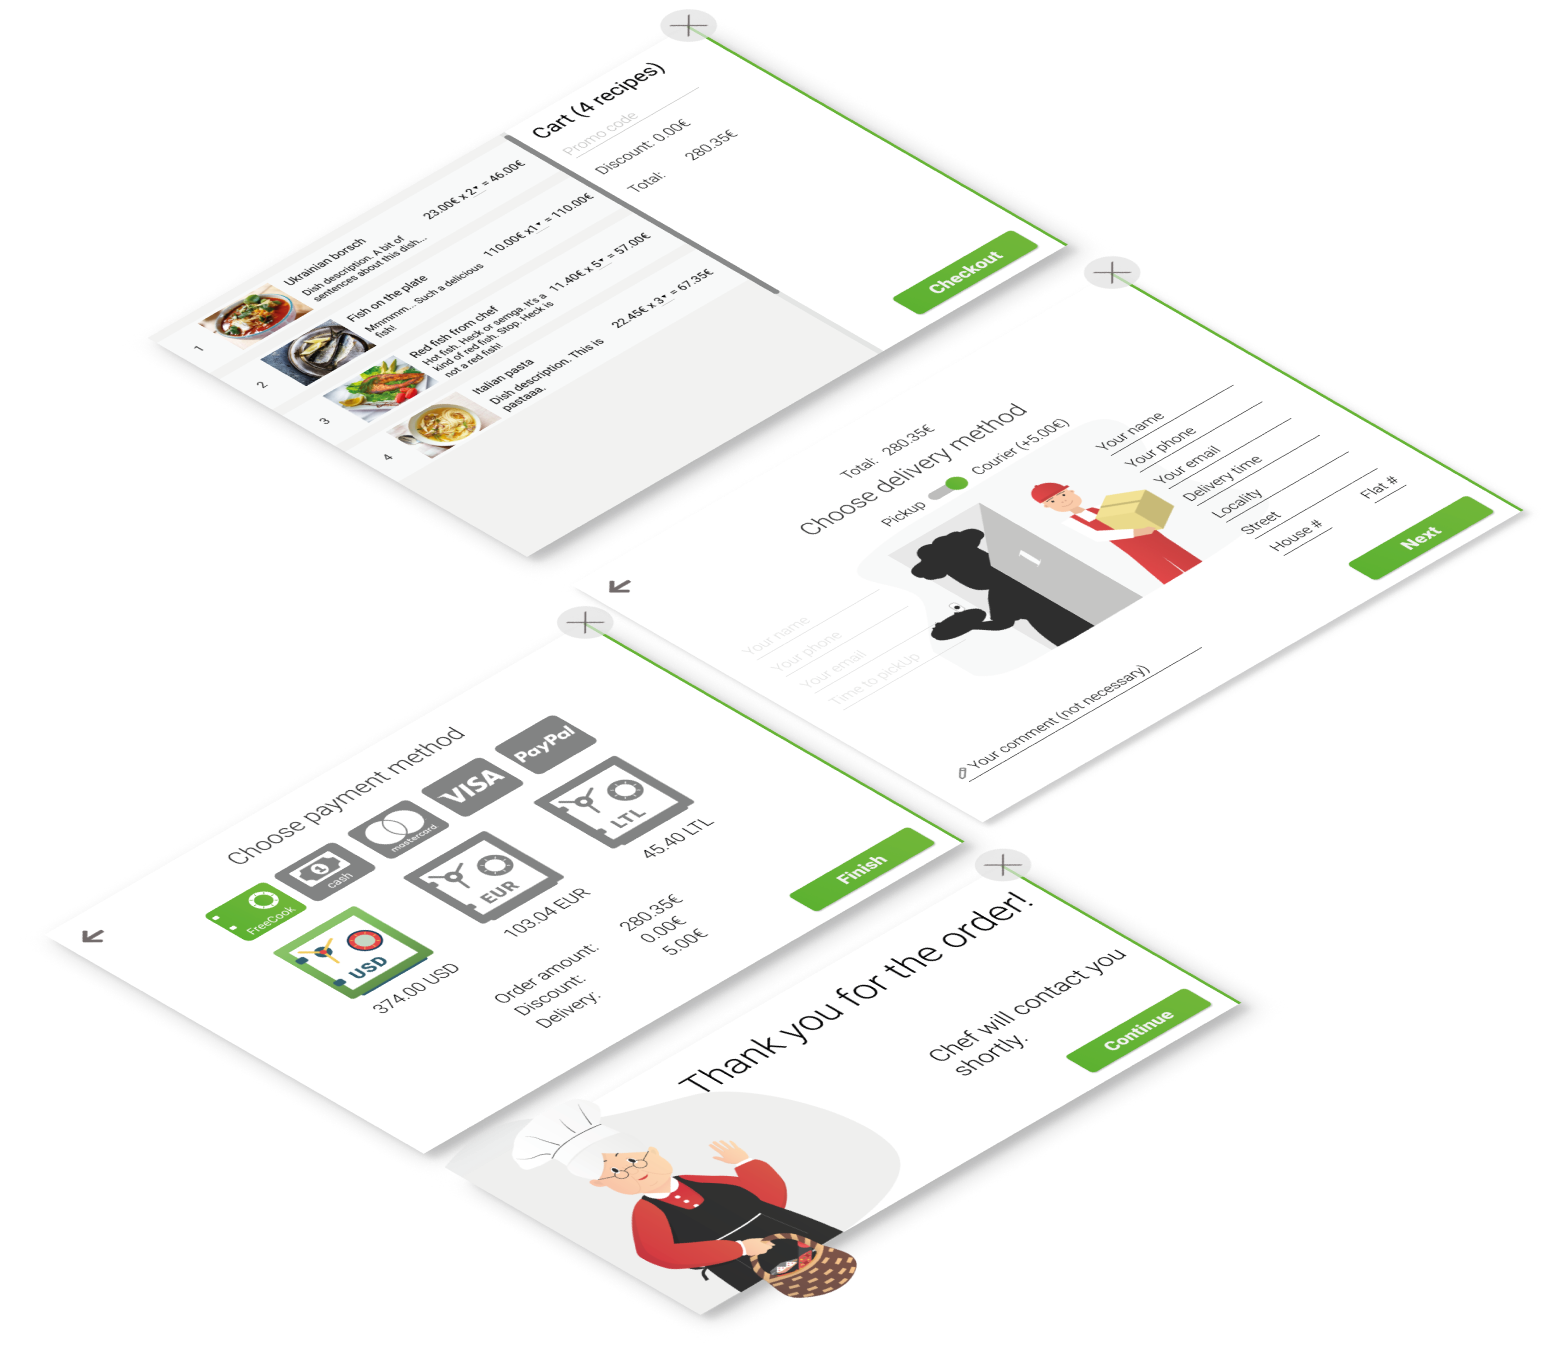 Cart (4 recipes)
Promo code
Discount: 0.00€
Total: 280.35€
Checkout
1
Ukrainian borsch
Dish description. A bit of
sentences about this dish...
23.00€ x 2 = 46.00€
2
Fish on the plate
Mmmmm... Such a delicious
fish!
110.00€ x1 = 110.00€
3
Red fish from chef
Hot fish. Heck or semga. It's a
kind of red fish. Stop. Heck is
not a red fish!
11.40€ x 5 = 57.00€
4
Italian pasta
Dish description. This is
pastaaa.
22.45€ x 3 = 67.35€
Total: 280.35€
Choose delivery method
Pickup
Courier (+5.00€)
Your name
Your phone
Your email
Time to pickUp
Your name
Your phone
Your email
Delivery time
Locality
Street
House #
Flat #
Your comment (not necessary)
Next
Choose payment method
FreeCook
cash
1
mastercard
VISA
PayPal
USD
374.00 USD
EUR
103.04 EUR
LTL
45.40 LTL
Order amount: 280.35€
Discount: 0.00€
Delivery: 5.00€
Finish
Thank you for the order!
Chef will contact you
shortly.
Continue